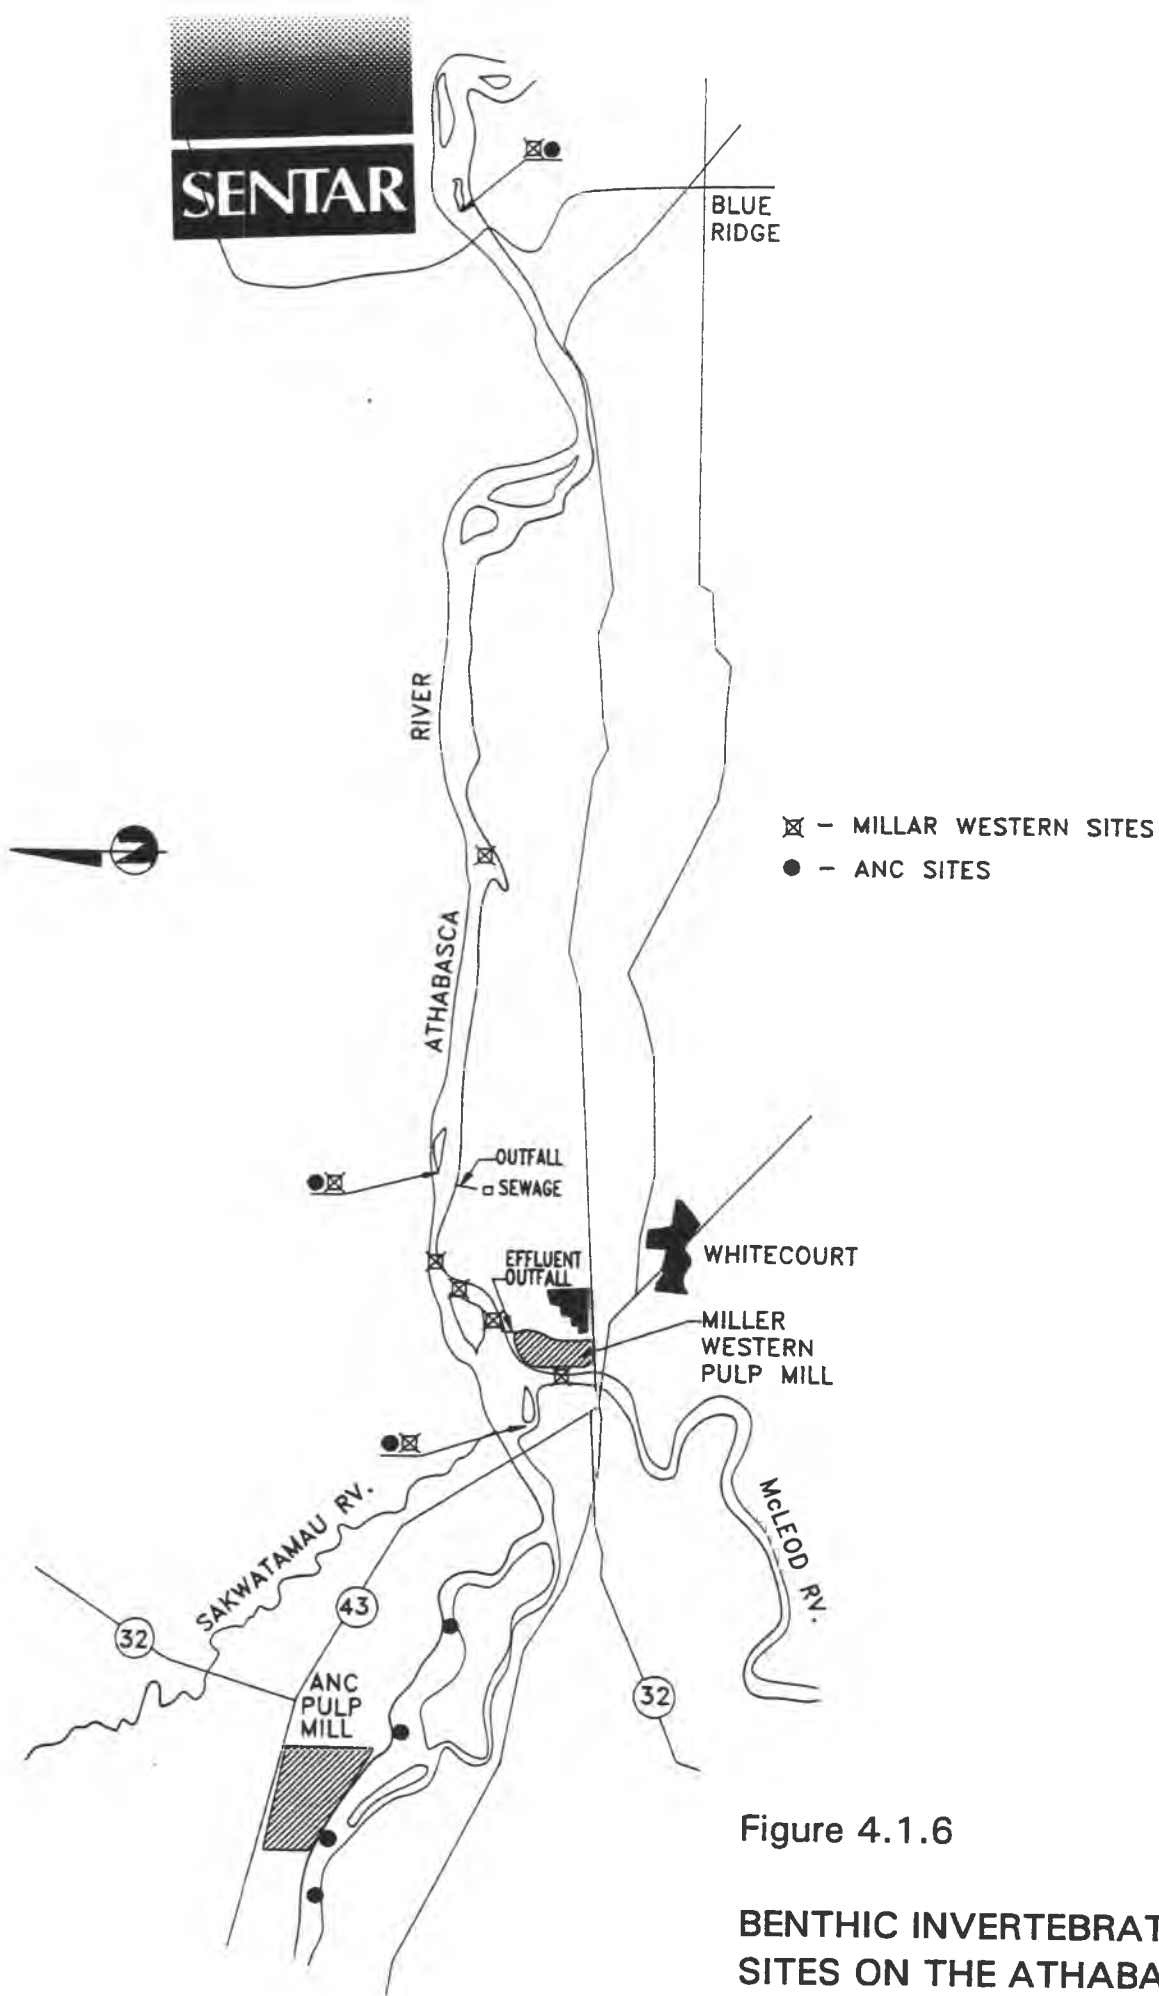 SENTAR
BLUE
RIDGE
RIVER
- MILLAR WESTERN SITES
- ANC SITES
ATHABASCA
OUTFALL
SEWAGE
EFFLUENT
OUTFALL
WHITECOURT
MILLER
WESTERN
PULP MILL
SAKWATAMAU RV.
McLEOD RV.
43
32
ANC
PULP
MILL
32
Figure 4.1.6
BENTHIC INVERTEBRAT
SITES ON THE ATHABA